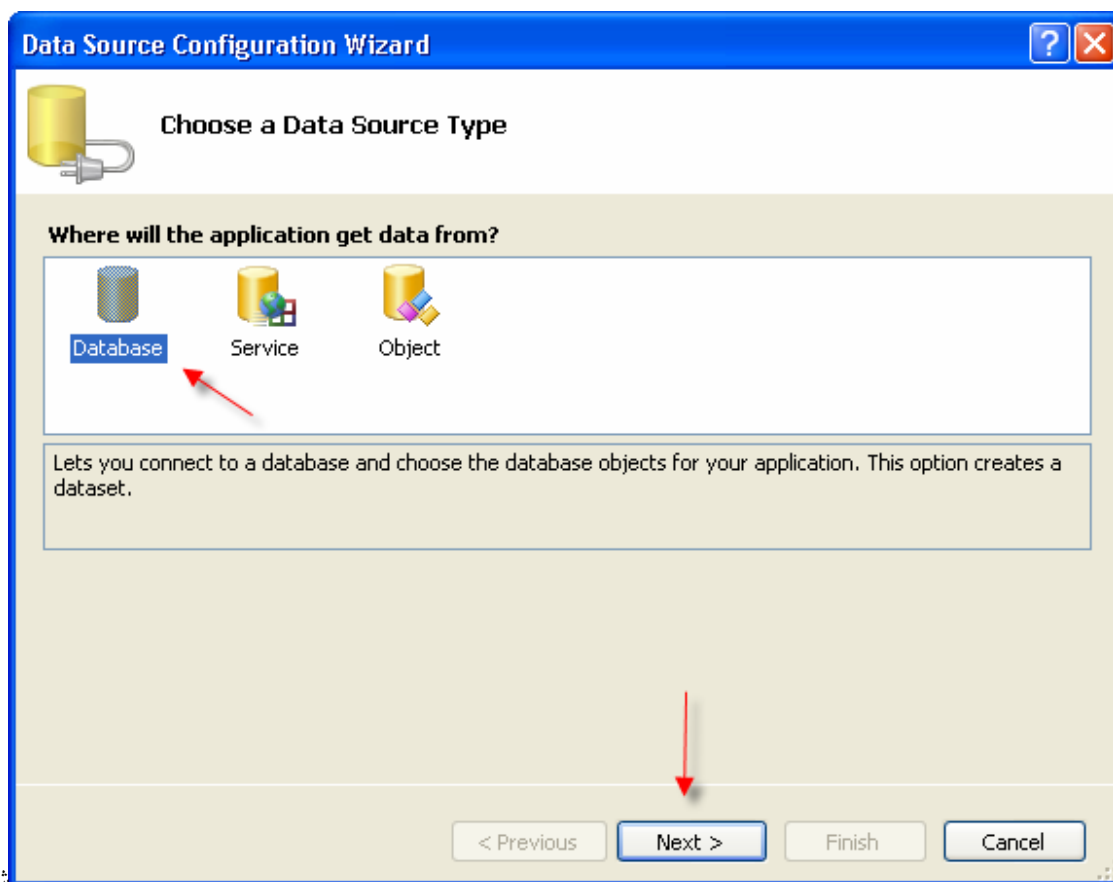 Data Source Configuration Wizard
?
Choose a Data Source Type
Where will the application get data from?
Database Service Object
Lets you connect to a database and choose the database objects for your application. This option creates a
dataset.
< Previous Next > Finish Cancel